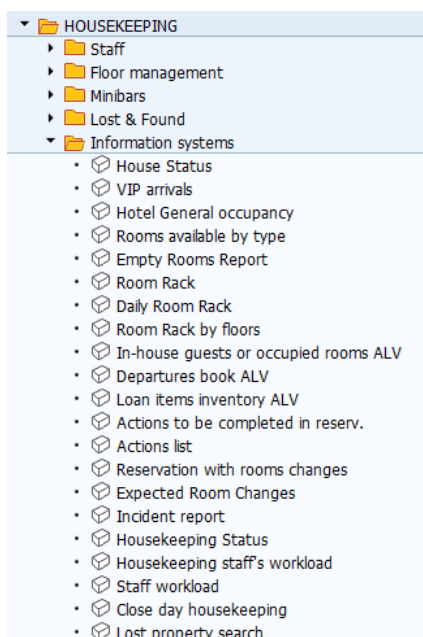 HOUSEKEEPING
Staff
Floor management
Minibars
Lost & Found
Information systems
House Status
VIP arrivals
Hotel General occupancy
Rooms available by type
Empty Rooms Report
Room Rack
Daily Room Rack
Room Rack by floors
In-house guests or occupied rooms ALV
Departures book ALV
Loan items inventory ALV
Actions to be completed in reserv.
Actions list
Reservation with rooms changes
Expected Room Changes
Incident report
Housekeeping Status
Housekeeping staff's workload
Staff workload
Close day housekeeping
Lost property search